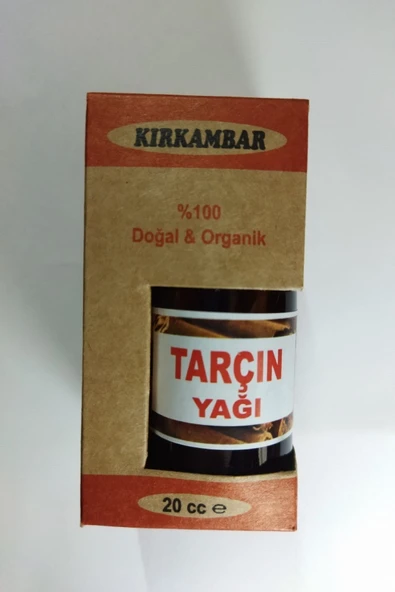 KIRKAMBAR
%100
Doğal & Organik
TARÇIN
YAĞI
20 cc ℮